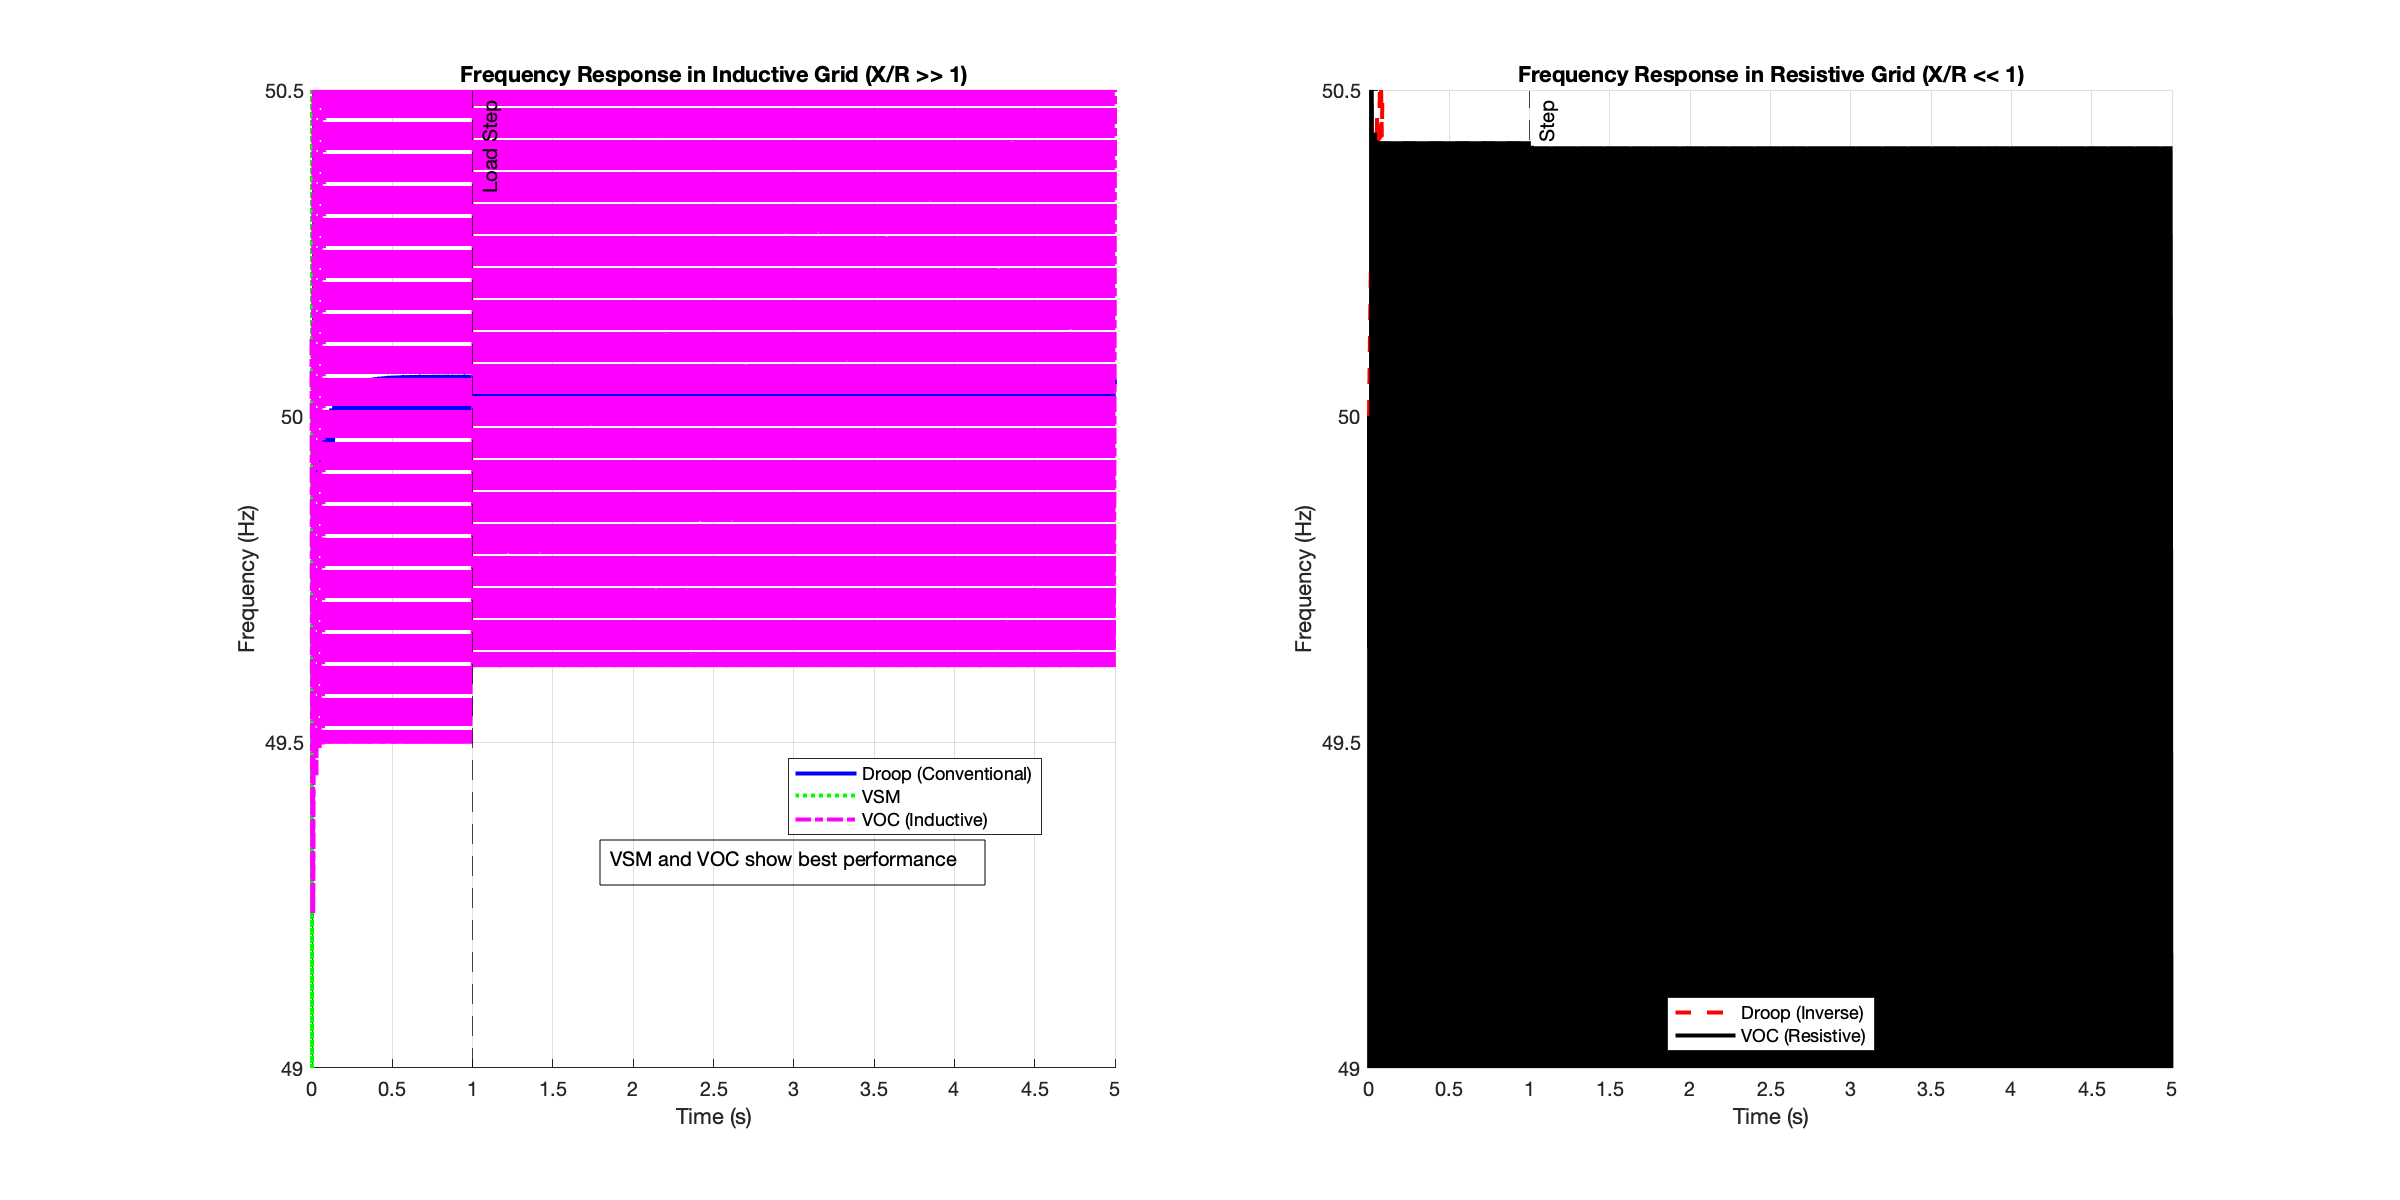 Frequency Response in Inductive Grid (X/R >> 1)
50.5
50
49.5
49
Frequency (Hz)
Load Step
Droop (Conventional)
VSM
VOC (Inductive)
VSM and VOC show best performance
0 0.5 1 1.5 2 2.5 3 3.5 4 4.5 5
Time (s)
Frequency Response in Resistive Grid (X/R << 1)
50.5
50
49.5
49
Frequency (Hz)
Step
Droop (Inverse)
VOC (Resistive)
0 0.5 1 1.5 2 2.5 3 3.5 4 4.5 5
Time (s)